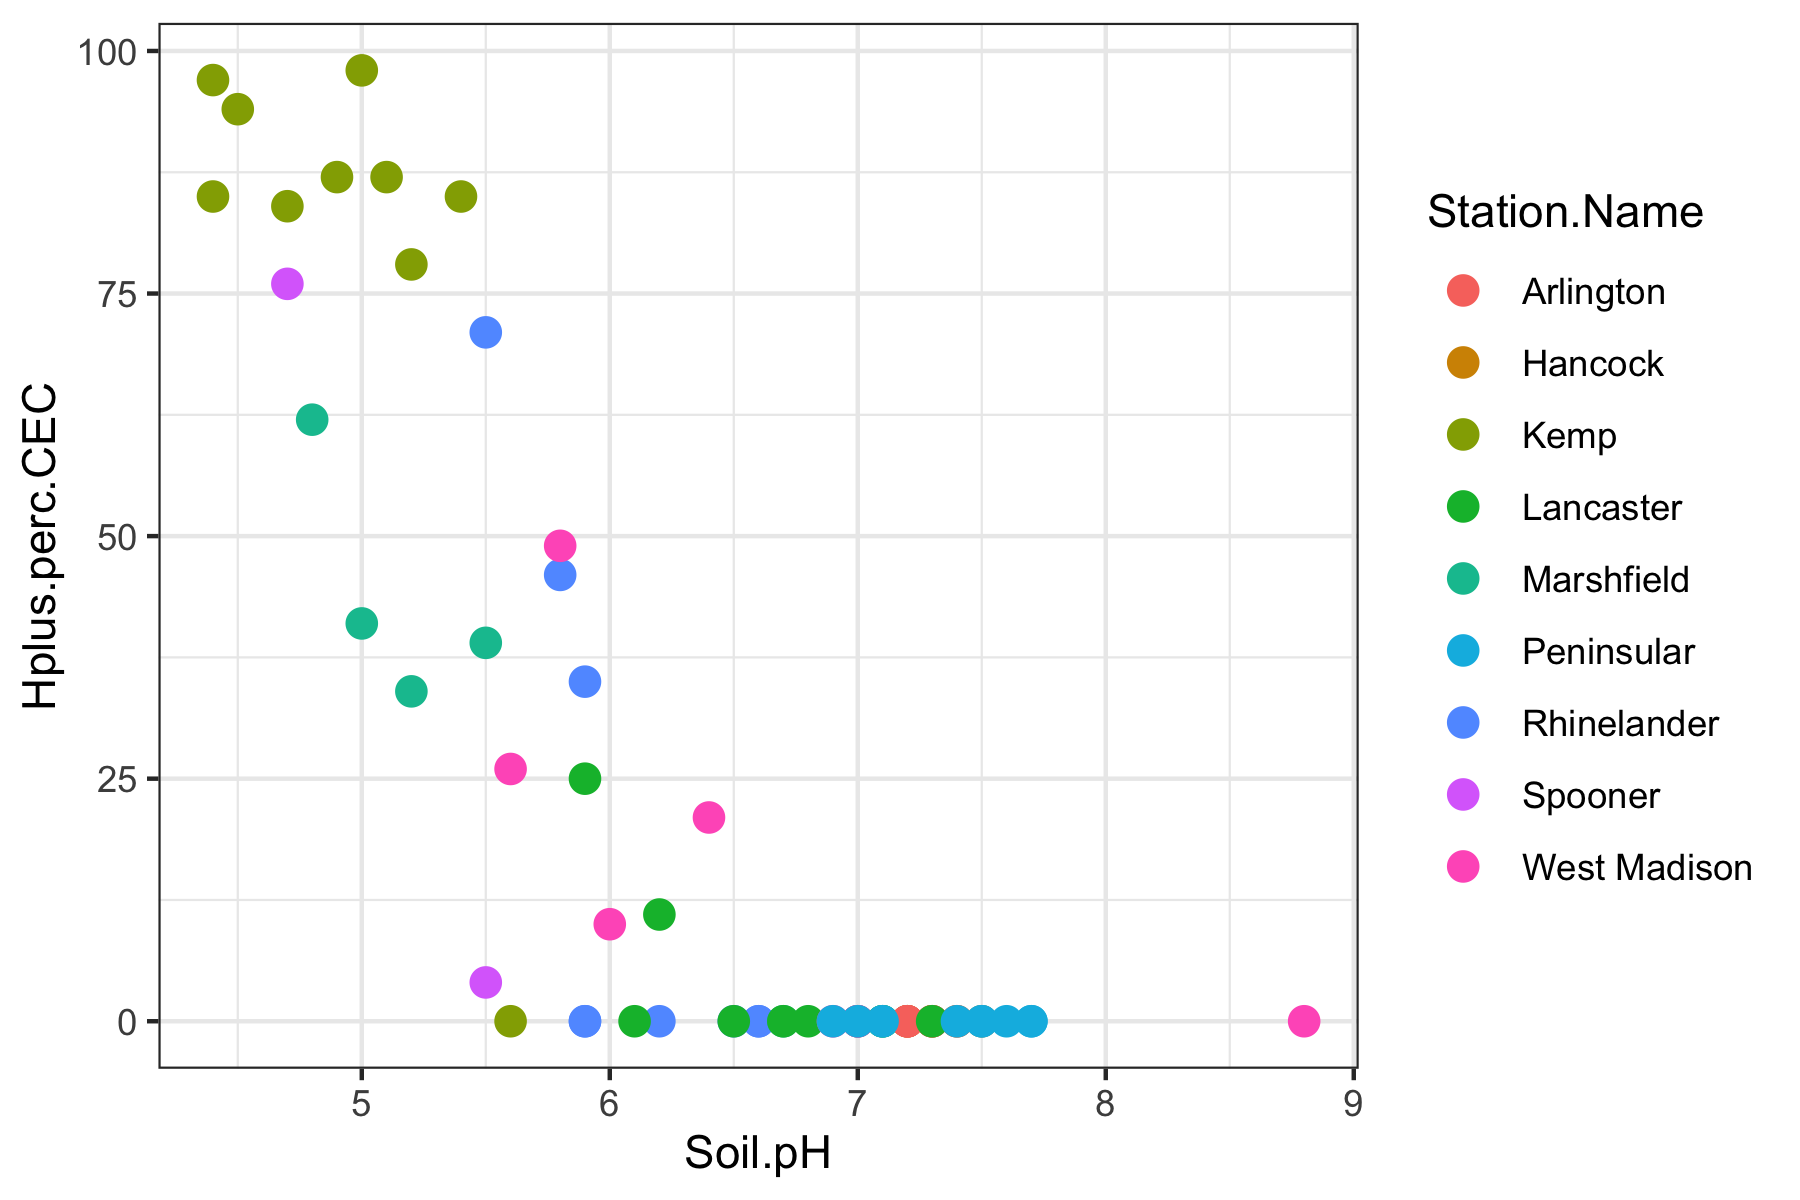 100
75
50
25
0
Hplus.perc.CEC
5 6 7 8 9
Soil.pH
Station.Name
Arlington
Hancock
Kemp
Lancaster
Marshfield
Peninsular
Rhinelander
Spooner
West Madison